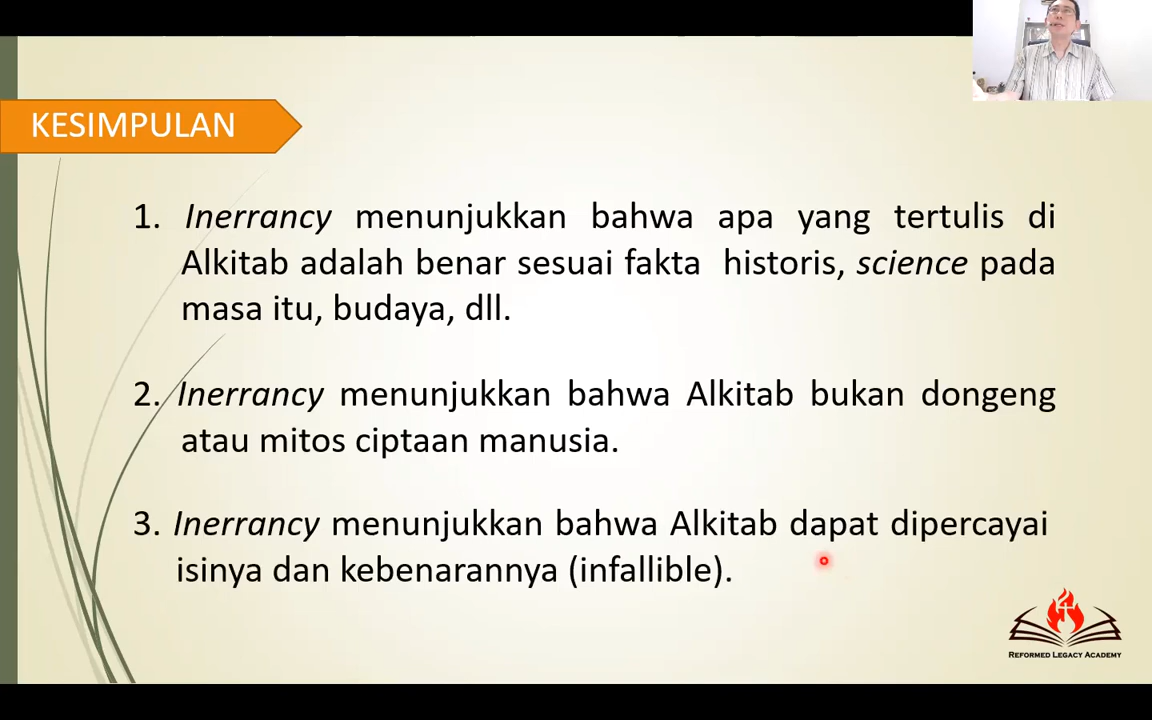 KESIMPULAN
1. Inerrancy menunjukkan bahwa apa yang tertulis di
Alkitab adalah benar sesuai fakta historis, science pada
masa itu, budaya, dll.
2. Inerrancy menunjukkan bahwa Alkitab bukan dongeng
atau mitos ciptaan manusia.
3. Inerrancy menunjukkan bahwa Alkitab dapat dipercayai
isinya dan kebenarannya (infallible).
REFORMED LEGACY ACADEMY